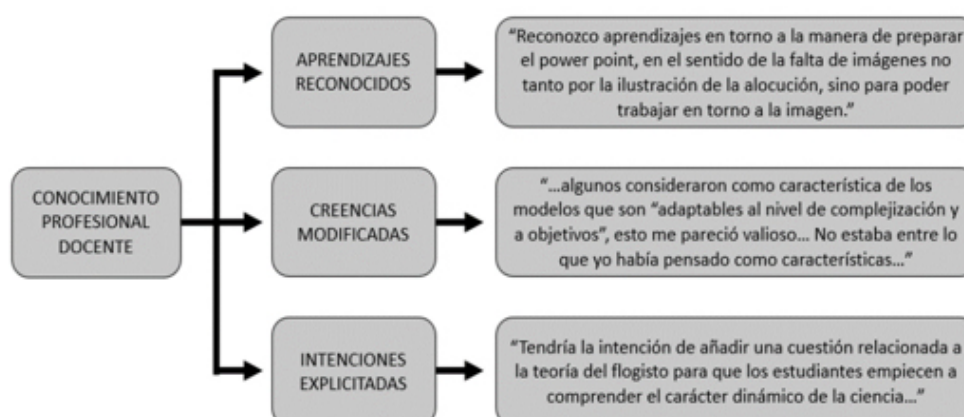 CONOCIMIENTO
PROFESIONAL
DOCENTE
APRENDIZAJES
RECONOCIDOS
“Reconozco aprendizajes en torno a la manera de preparar
el power point, en el sentido de la falta de imágenes no
tanto por la ilustración de la alocución, sino para poder
trabajar en torno a la imagen.”
CREENCIAS
MODIFICADAS
“…algunos consideraron como característica de los
modelos que son “adaptables al nivel de complejización y
a objetivos”, esto me pareció valioso… No estaba entre lo
que yo había pensado como características…”
INTENCIONES
EXPLICITADAS
“Tendría la intención de añadir una cuestión relacionada a
la teoría del flogisto para que los estudiantes empiecen a
comprender el carácter dinámico de la ciencia…”